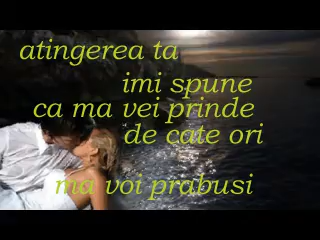 atingerea ta
imi spune
ca ma vei prinde
de cate ori
ma voi prabusi